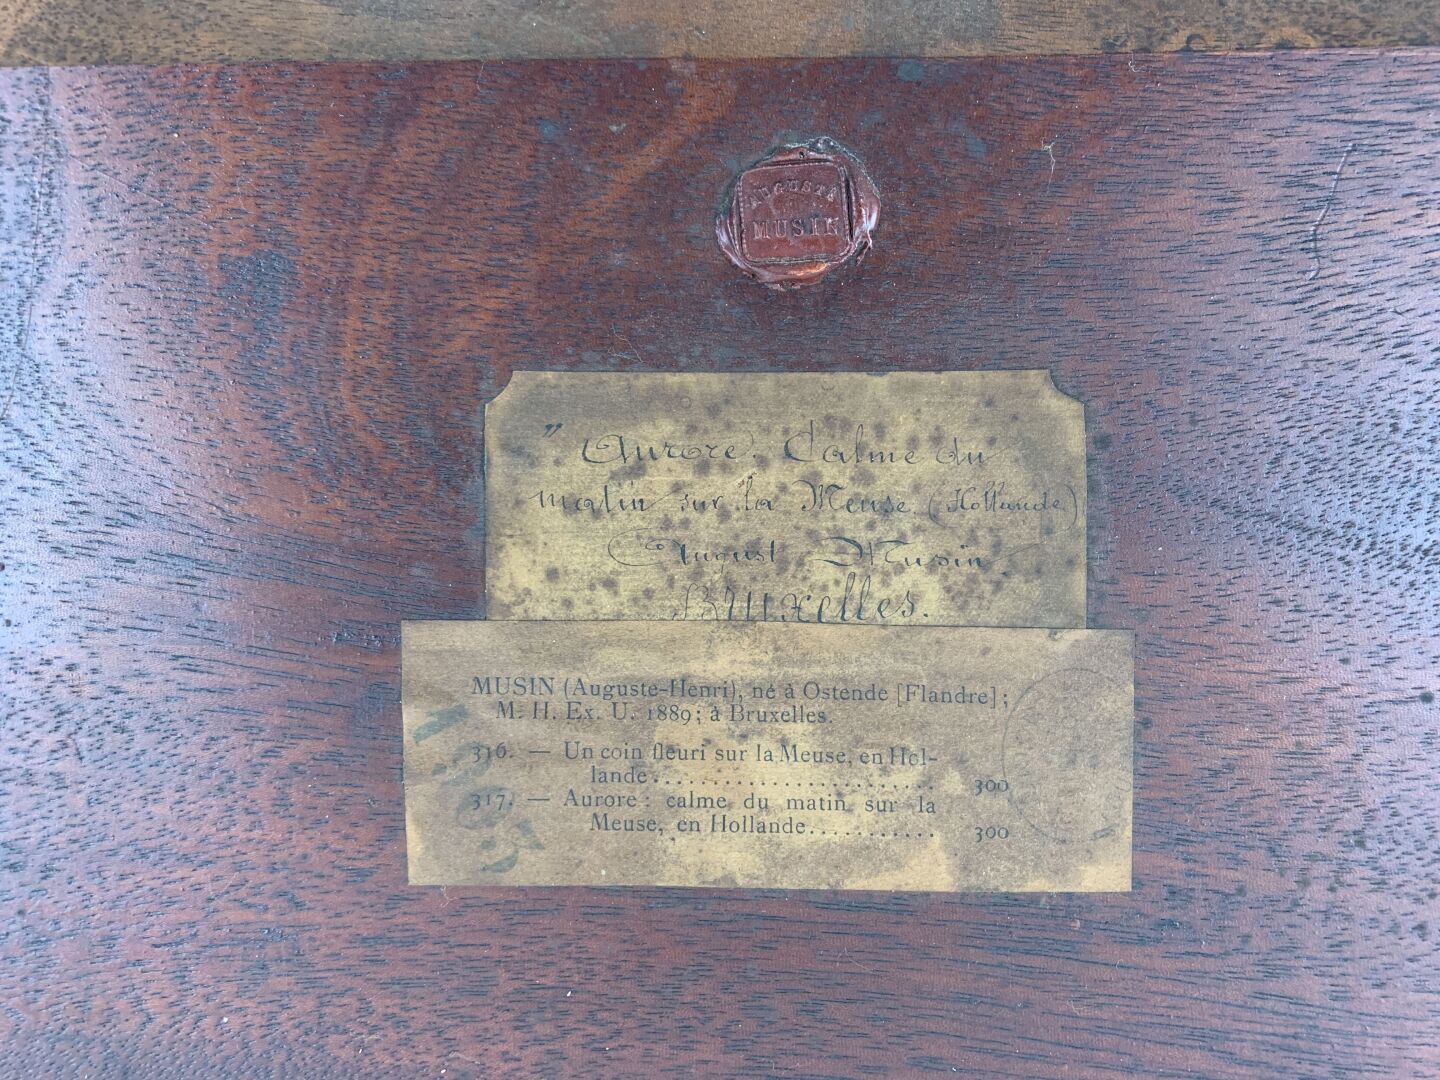 AUGUSTE
MUSIN
" Aurore. Calme du
matin sur la Meuse. (Hollande)
August Musin.
Bruxelles.
MUSIN (Auguste-Henri), né à Ostende [Flandre];
M. H. Ex. U. 1889; à Bruxelles.
316. — Un coin fleuri sur la Meuse, en Hol-
lande........................... 300
317. — Aurore: calme du matin sur la
Meuse, en Hollande........... 300